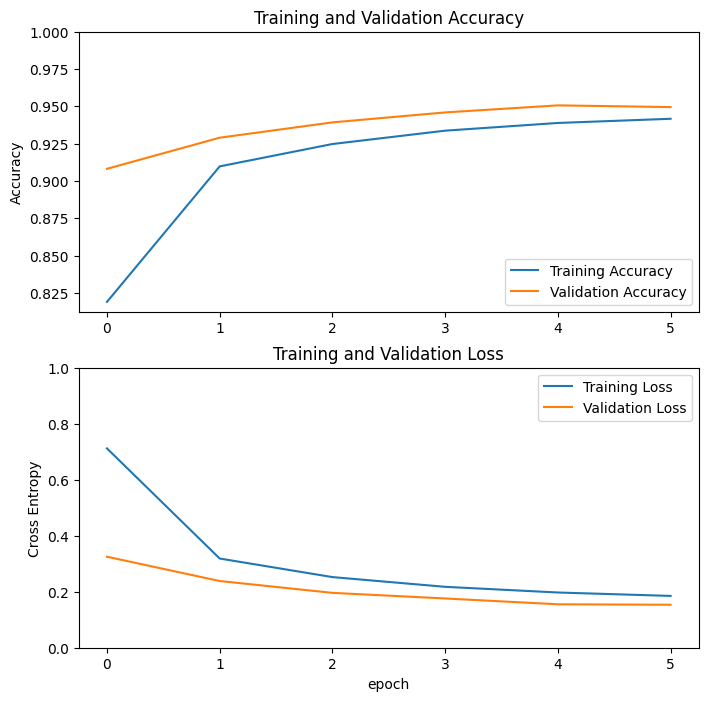 Training and Validation Accuracy
1.000
0.975
0.950
0.925
0.900
0.875
0.850
0.825
Accuracy
Training Accuracy
Validation Accuracy
0 1 2 3 4 5
Training and Validation Loss
1.0
0.8
0.6
0.4
0.2
0.0
Cross Entropy
Training Loss
Validation Loss
0 1 2 3 4 5
epoch